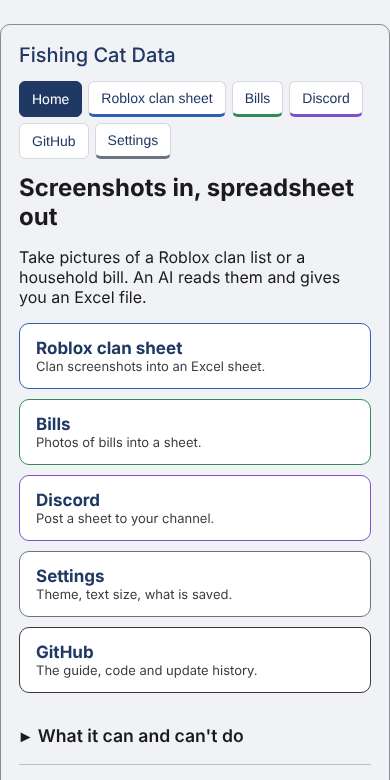 Fishing Cat Data
Home Roblox clan sheet Bills Discord
GitHub Settings
Screenshots in, spreadsheet
out
Take pictures of a Roblox clan list or a
household bill. An AI reads them and gives
you an Excel file.
Roblox clan sheet
Clan screenshots into an Excel sheet.
Bills
Photos of bills into a sheet.
Discord
Post a sheet to your channel.
Settings
Theme, text size, what is saved.
GitHub
The guide, code and update history.
► What it can and can't do